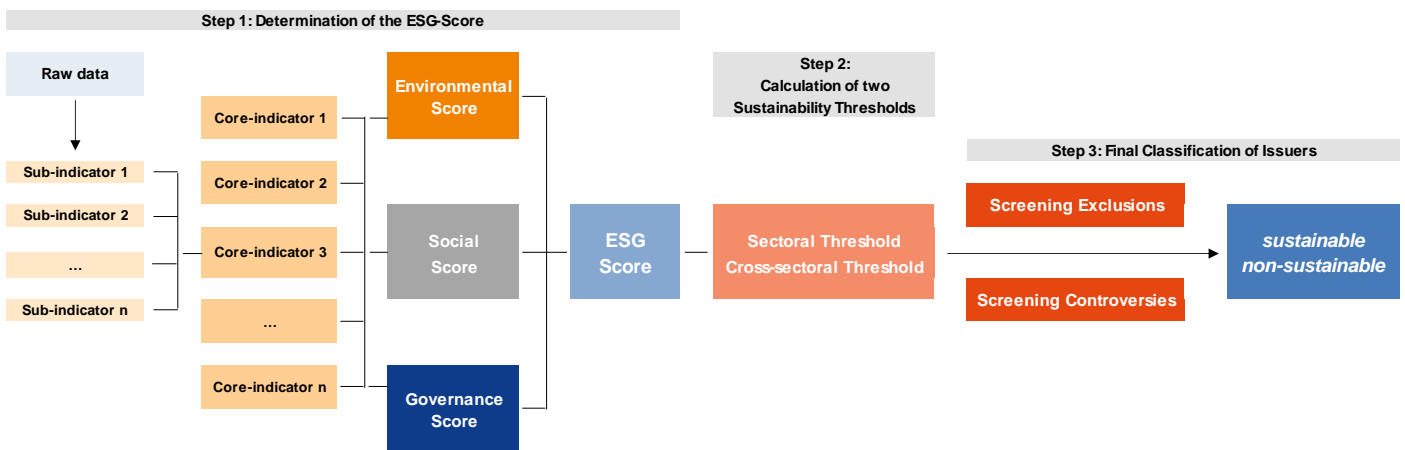 Step 1: Determination of the ESG-Score
Raw data
Sub-indicator 1
Sub-indicator 2
...
Sub-indicator n
Core-indicator 1
Core-indicator 2
Core-indicator 3
...
Core-indicator n
Environmental
Score
Social
Score
Governance
Score
ESG
Score
Step 2:
Calculation of two
Sustainability Thresholds
Sectoral Threshold
Cross-sectoral Threshold
Step 3: Final Classification of Issuers
Screening Exclusions
Screening Controversies
sustainable
non-sustainable